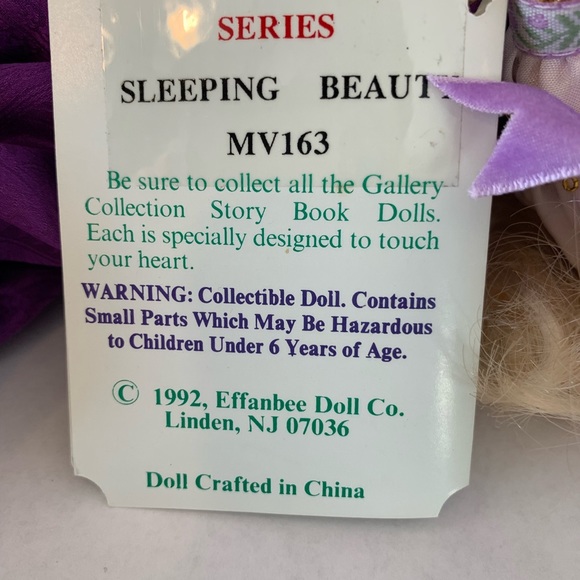 SERIES
SLEEPING BEAUTY
MV163
Be sure to collect all the Gallery
Collection Story Book Dolls.
Each is specially designed to touch
your heart.
WARNING: Collectible Doll. Contains
Small Parts Which May Be Hazardous
to Children Under 6 Years of Age.
© 1992, Effanbee Doll Co.
Linden, NJ 07036
Doll Crafted in China